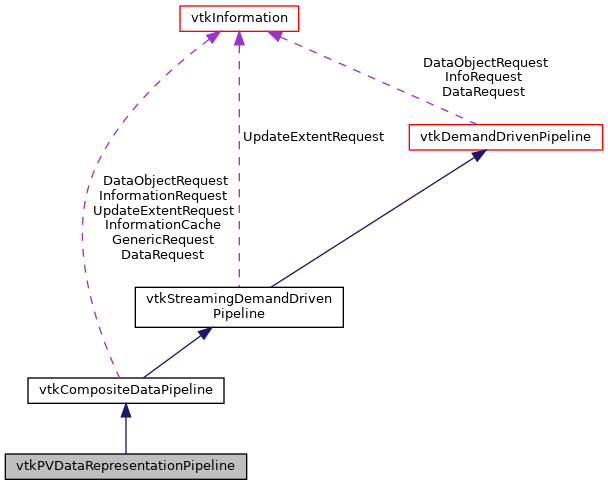 vtkInformation
DataObjectRequest
InfoRequest
DataRequest
vtkDemandDrivenPipeline
UpdateExtentRequest
DataObjectRequest
InformationRequest
UpdateExtentRequest
InformationCache
GenericRequest
DataRequest
vtkStreamingDemandDriven
Pipeline
vtkCompositeDataPipeline
vtkPVDataRepresentationPipeline